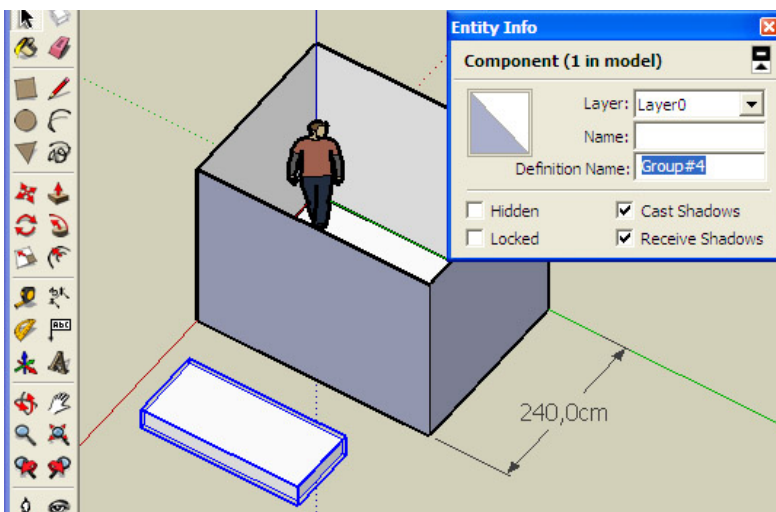 Entity Info
Component (1 in model)
Layer: Layer0
Name:
Definition Name: Group#4
Hidden
Cast Shadows
Locked
Receive Shadows
ABC
240,0cm